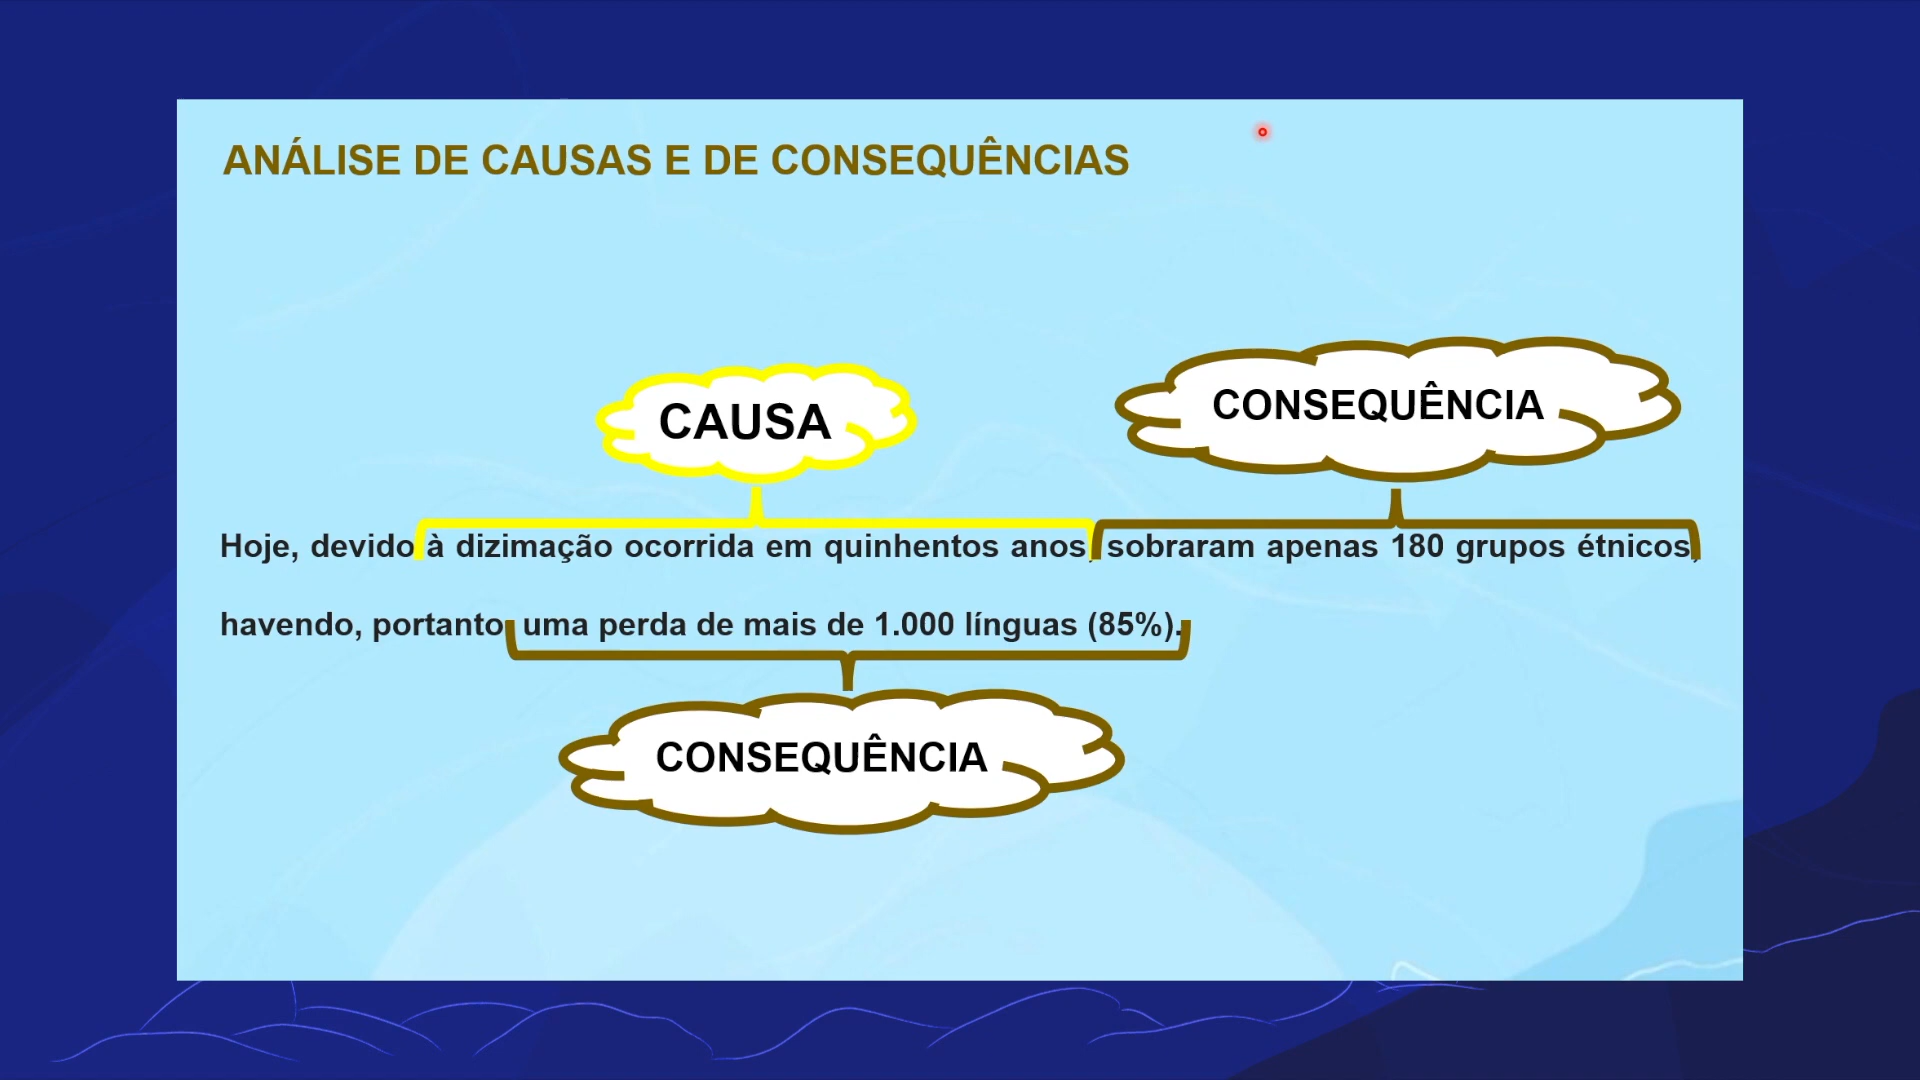 ANÁLISE DE CAUSAS E DE CONSEQUÊNCIAS
CAUSA
CONSEQUÊNCIA
Hoje, devido à dizimação ocorrida em quinhentos anos, sobraram apenas 180 grupos étnicos,
havendo, portanto, uma perda de mais de 1.000 línguas (85%).
CONSEQUÊNCIA